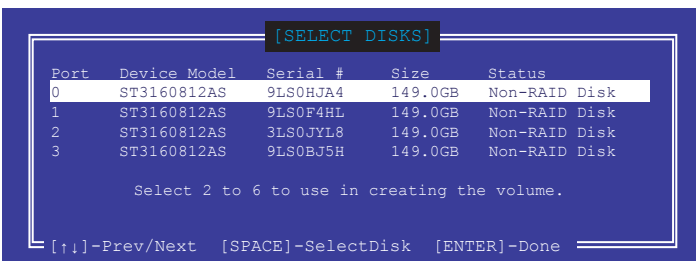 [SELECT DISKS]
Port Device Model Serial # Size Status
0 ST3160812AS 9LS0HJA4 149.0GB Non-RAID Disk
1 ST3160812AS 9LS0F4HL 149.0GB Non-RAID Disk
2 ST3160812AS 3LS0JYL8 149.0GB Non-RAID Disk
3 ST3160812AS 9LS0BJ5H 149.0GB Non-RAID Disk
Select 2 to 6 to use in creating the volume.
[↑↓]-Prev/Next [SPACE]-SelectDisk [ENTER]-Done